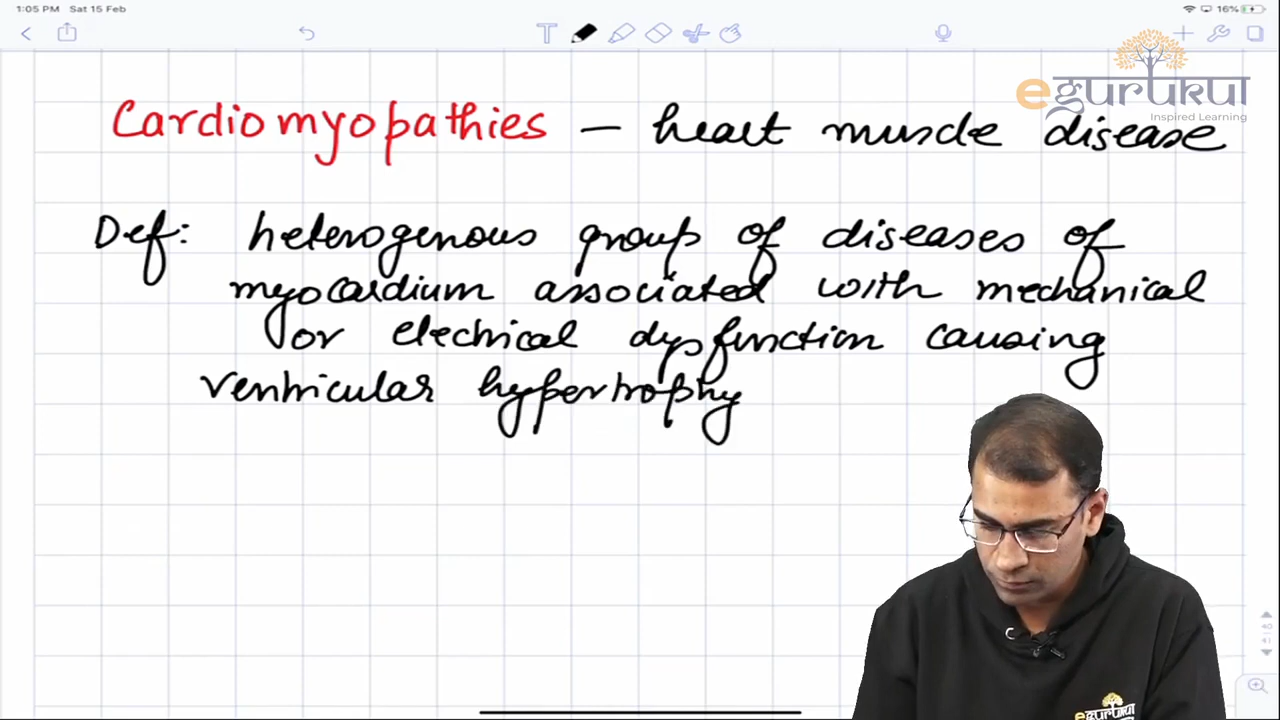 1:05 PM Sat 15 Feb
16%
T
egurukul
Inspired Learning
Cardiomyopathies – heart muscle disease
Def: heterogenous group of diseases of
myocardium associated with mechanical
or electrical dysfunction causing
ventricular hypertrophy
egurukul